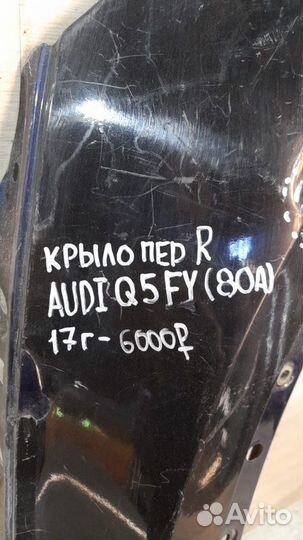 КРЫЛО ПЕР R
AUDI Q5 FY (80A)
17г - 6000₽
Avito